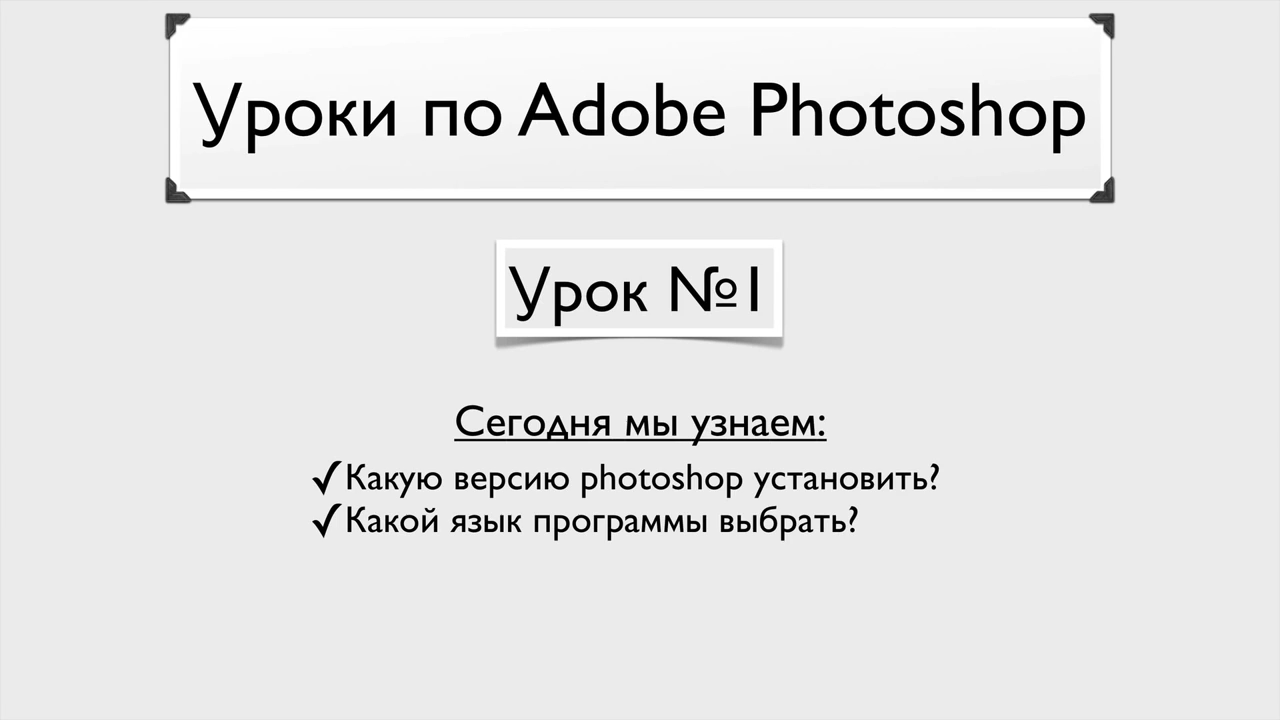 Уроки по Adobe Photoshop
Урок №1
Сегодня мы узнаем:
✓Какую версию photoshop установить?
✓Какой язык программы выбрать?